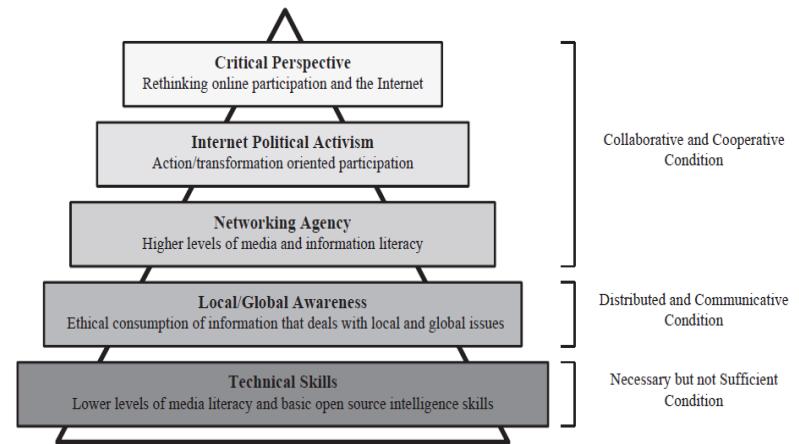 Critical Perspective
Rethinking online participation and the Internet
Internet Political Activism
Action/transformation oriented participation
Networking Agency
Higher levels of media and information literacy
Collaborative and Cooperative
Condition
Local/Global Awareness
Ethical consumption of information that deals with local and global issues
Distributed and Communicative
Condition
Technical Skills
Lower levels of media literacy and basic open source intelligence skills
Necessary but not Sufficient
Condition